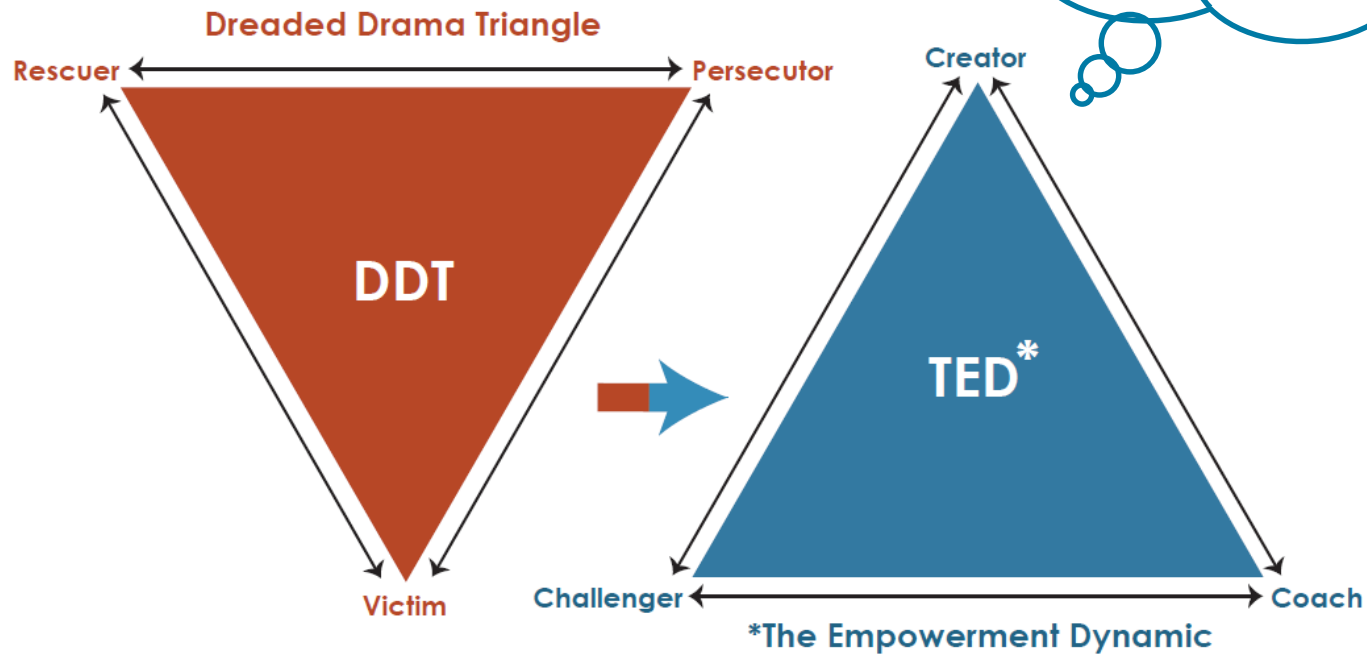 Dreaded Drama Triangle
Rescuer
Persecutor
DDT
Victim
Creator
TED*
Challenger
Coach
*The Empowerment Dynamic